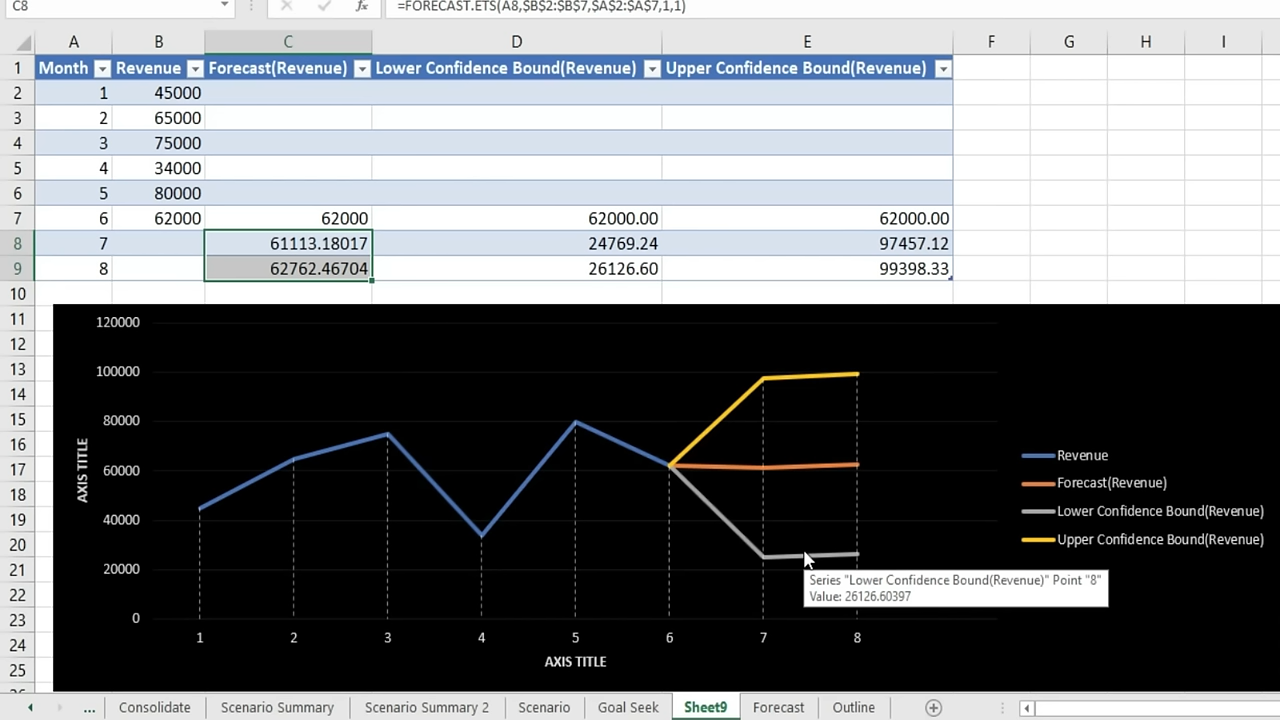 C8 fx =FORECAST.ETS(A8,$B$2:$B$7,$A$2:$A$7,1,1)
A B C D E F G H I
1 Month Revenue Forecast(Revenue) Lower Confidence Bound(Revenue) Upper Confidence Bound(Revenue)
2 1 45000
3 2 65000
4 3 75000
5 4 34000
6 5 80000
7 6 62000 62000 62000.00 62000.00
8 7 61113.18017 24769.24 97457.12
9 8 62762.46704 26126.60 99398.33
10
11
12
13
14
15
16
17
18
19
20
21
22
23
24
25
26
120000
100000
80000
60000
40000
20000
0
AXIS TITLE
1 2 3 4 5 6 7 8
AXIS TITLE
Revenue
Forecast(Revenue)
Lower Confidence Bound(Revenue)
Upper Confidence Bound(Revenue)
Series "Lower Confidence Bound(Revenue)" Point "8"
Value: 26126.60397
... Consolidate Scenario Summary Scenario Summary 2 Scenario Goal Seek Sheet9 Forecast Outline